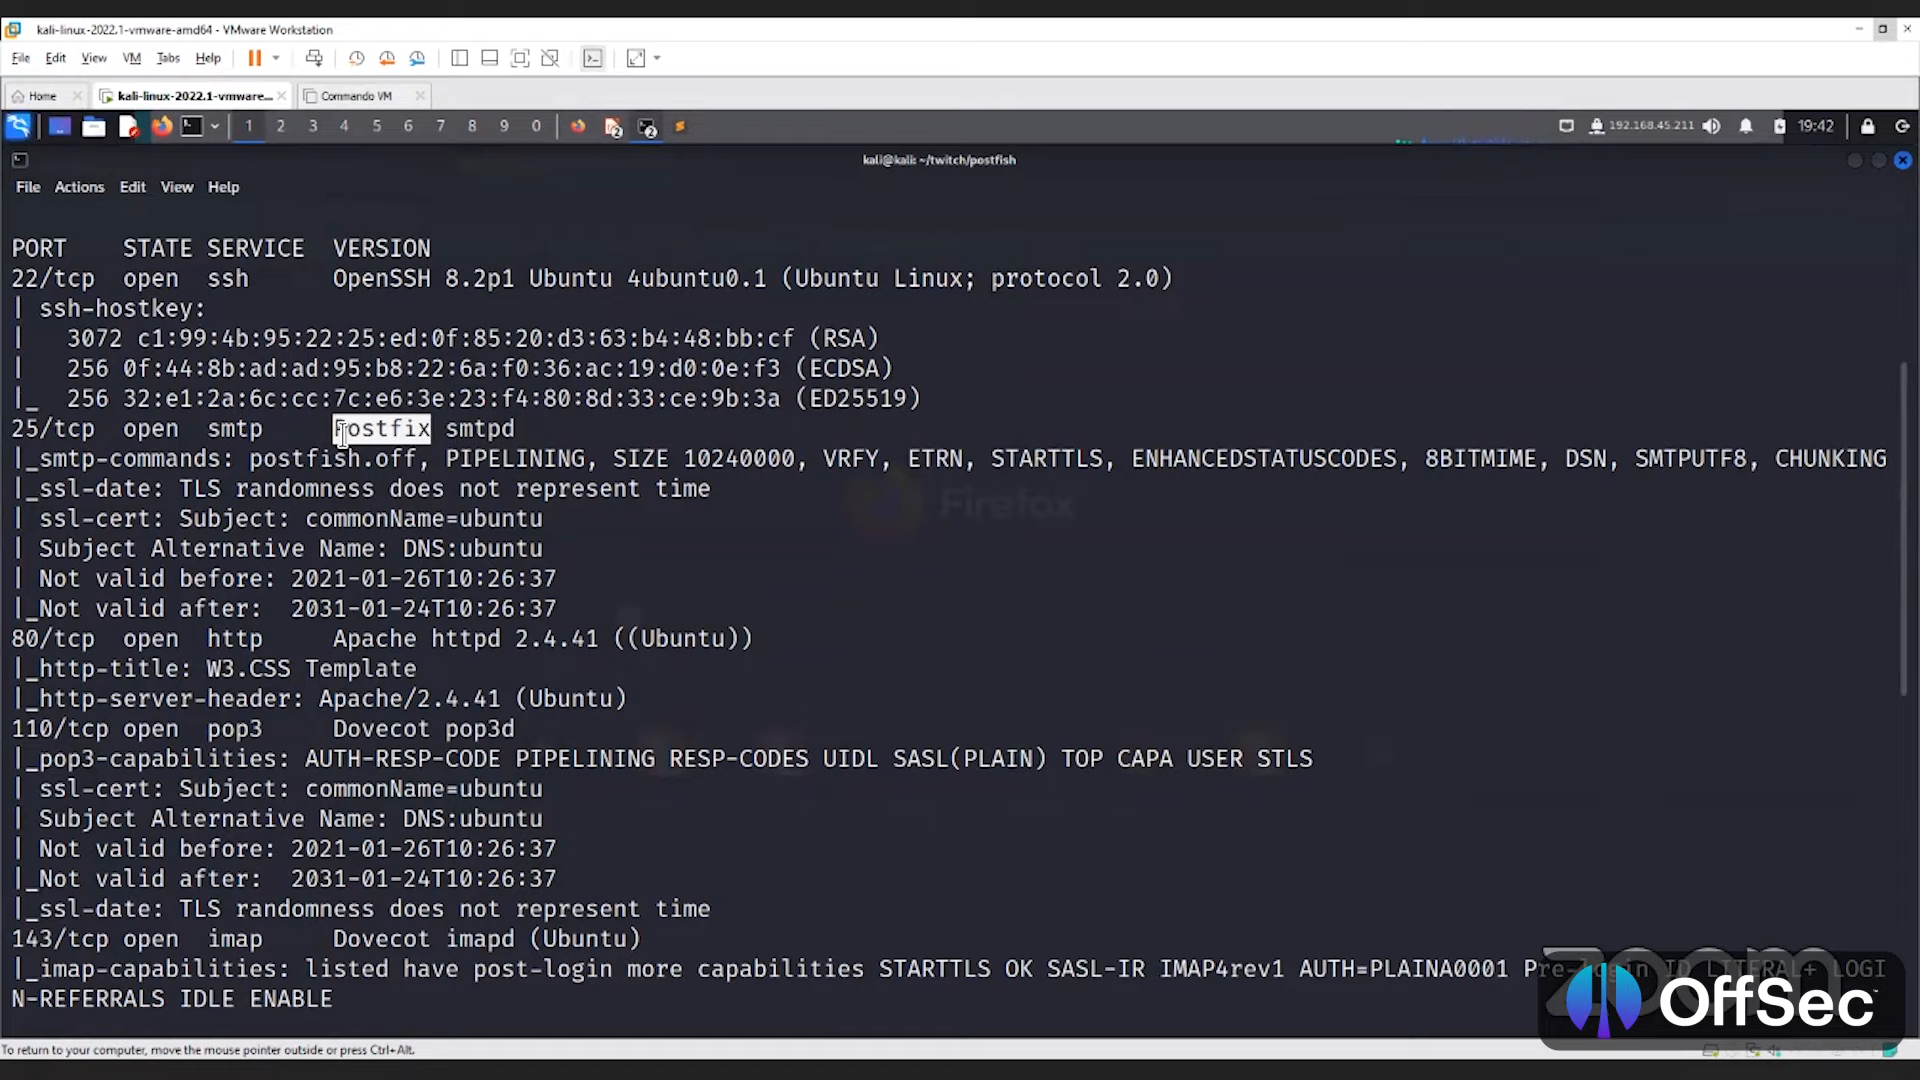 kali-linux-2022.1-vmware-amd64 - VMware Workstation
File Edit View VM Tabs Help
Home kali-linux-2022.1-vmware... Commando VM
1 2 3 4 5 6 7 8 9 0 192.168.45.211 19:42
kali@kali: ~/twitch/postfish
File Actions Edit View Help
PORT STATE SERVICE VERSION
22/tcp open ssh OpenSSH 8.2p1 Ubuntu 4ubuntu0.1 (Ubuntu Linux; protocol 2.0)
| ssh-hostkey:
| 3072 c1:99:4b:95:22:25:ed:0f:85:20:d3:63:b4:48:bb:cf (RSA)
| 256 0f:44:8b:ad:ad:95:b8:22:6a:f0:36:ac:19:d0:0e:f3 (ECDSA)
|_ 256 32:e1:2a:6c:cc:7c:e6:3e:23:f4:80:8d:33:ce:9b:3a (ED25519)
25/tcp open smtp Postfix smtpd
|_smtp-commands: postfish.off, PIPELINING, SIZE 10240000, VRFY, ETRN, STARTTLS, ENHANCEDSTATUSCODES, 8BITMIME, DSN, SMTPUTF8, CHUNKING
|_ssl-date: TLS randomness does not represent time
| ssl-cert: Subject: commonName=ubuntu
| Subject Alternative Name: DNS:ubuntu
| Not valid before: 2021-01-26T10:26:37
|_Not valid after: 2031-01-24T10:26:37
80/tcp open http Apache httpd 2.4.41 ((Ubuntu))
|_http-title: W3.CSS Template
|_http-server-header: Apache/2.4.41 (Ubuntu)
110/tcp open pop3 Dovecot pop3d
|_pop3-capabilities: AUTH-RESP-CODE PIPELINING RESP-CODES UIDL SASL(PLAIN) TOP CAPA USER STLS
| ssl-cert: Subject: commonName=ubuntu
| Subject Alternative Name: DNS:ubuntu
| Not valid before: 2021-01-26T10:26:37
|_Not valid after: 2031-01-24T10:26:37
|_ssl-date: TLS randomness does not represent time
143/tcp open imap Dovecot imapd (Ubuntu)
|_imap-capabilities: listed have post-login more capabilities STARTTLS OK SASL-IR IMAP4rev1 AUTH=PLAINA0001 Pre-login ID LITERAL+ LOGI
N-REFERRALS IDLE ENABLE
Firefox
zoom
OffSec
To return to your computer, move the mouse pointer outside or press Ctrl+Alt.